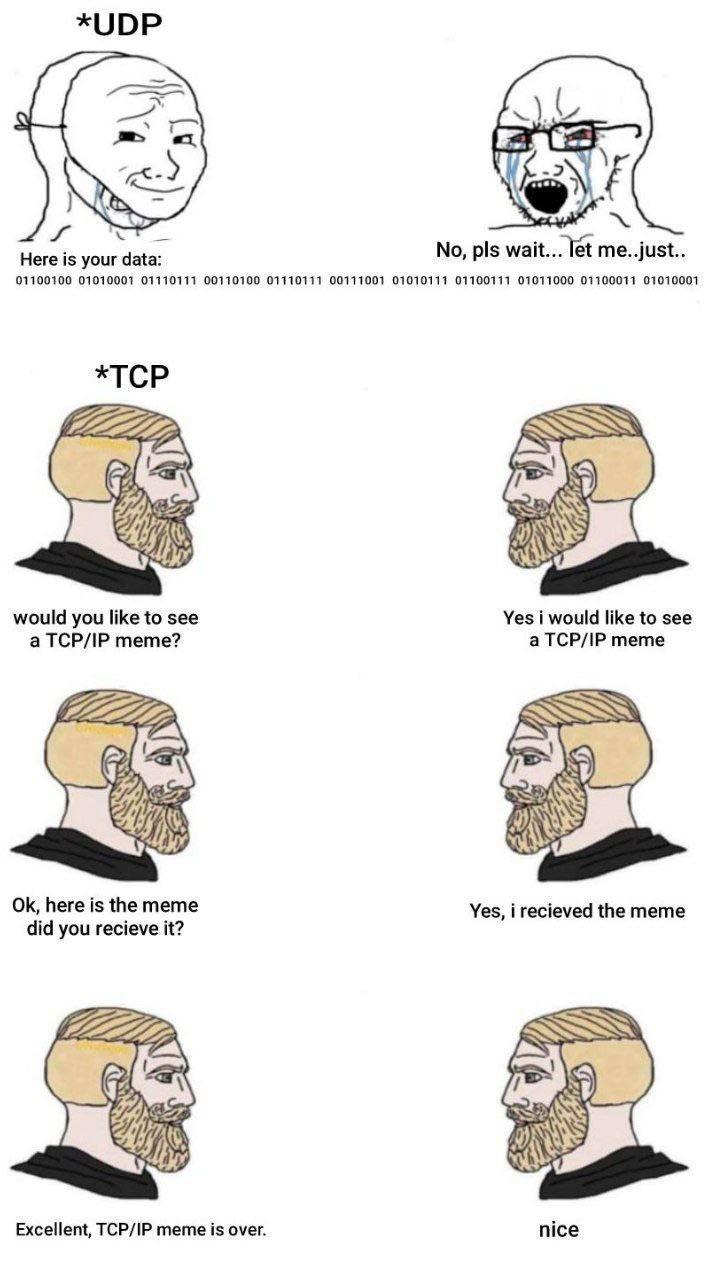 *UDP
Here is your data:
No, pls wait... let me..just..
01100100 01010001 01110111 00110100 01110111 00111001 01010111 01100111 01011000 01100011 01010001
*TCP
would you like to see
a TCP/IP meme?
Yes i would like to see
a TCP/IP meme
Ok, here is the meme
did you recieve it?
Yes, i recieved the meme
Excellent, TCP/IP meme is over.
nice